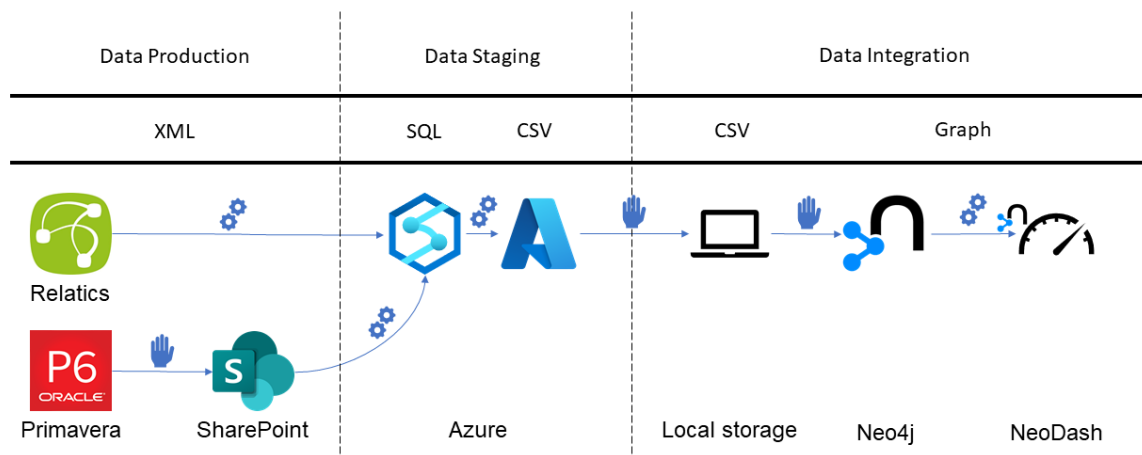 Data Production
Data Staging
Data Integration
XML
SQL
CSV
CSV
Graph
Relatics
P6
ORACLE
S
Primavera
SharePoint
Azure
Local storage
Neo4j
NeoDash